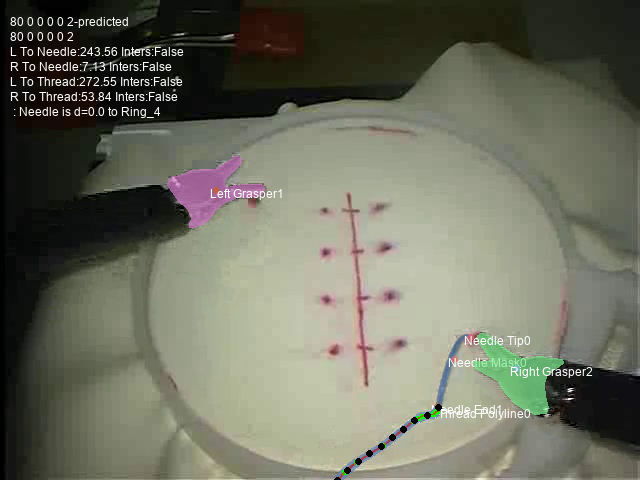 80 0 0 0 0 2-predicted
80 0 0 0 0 2
L To Needle:243.56 Inters:False
R To Needle:7.13 Inters:False
L To Thread:272.55 Inters:False
R To Thread:53.84 Inters:False
: Needle is d=0.0 to Ring_4
Left Grasper1
Needle Tip0
Needle Mask0
Right Grasper2
Needle End1
Thread Polyline0